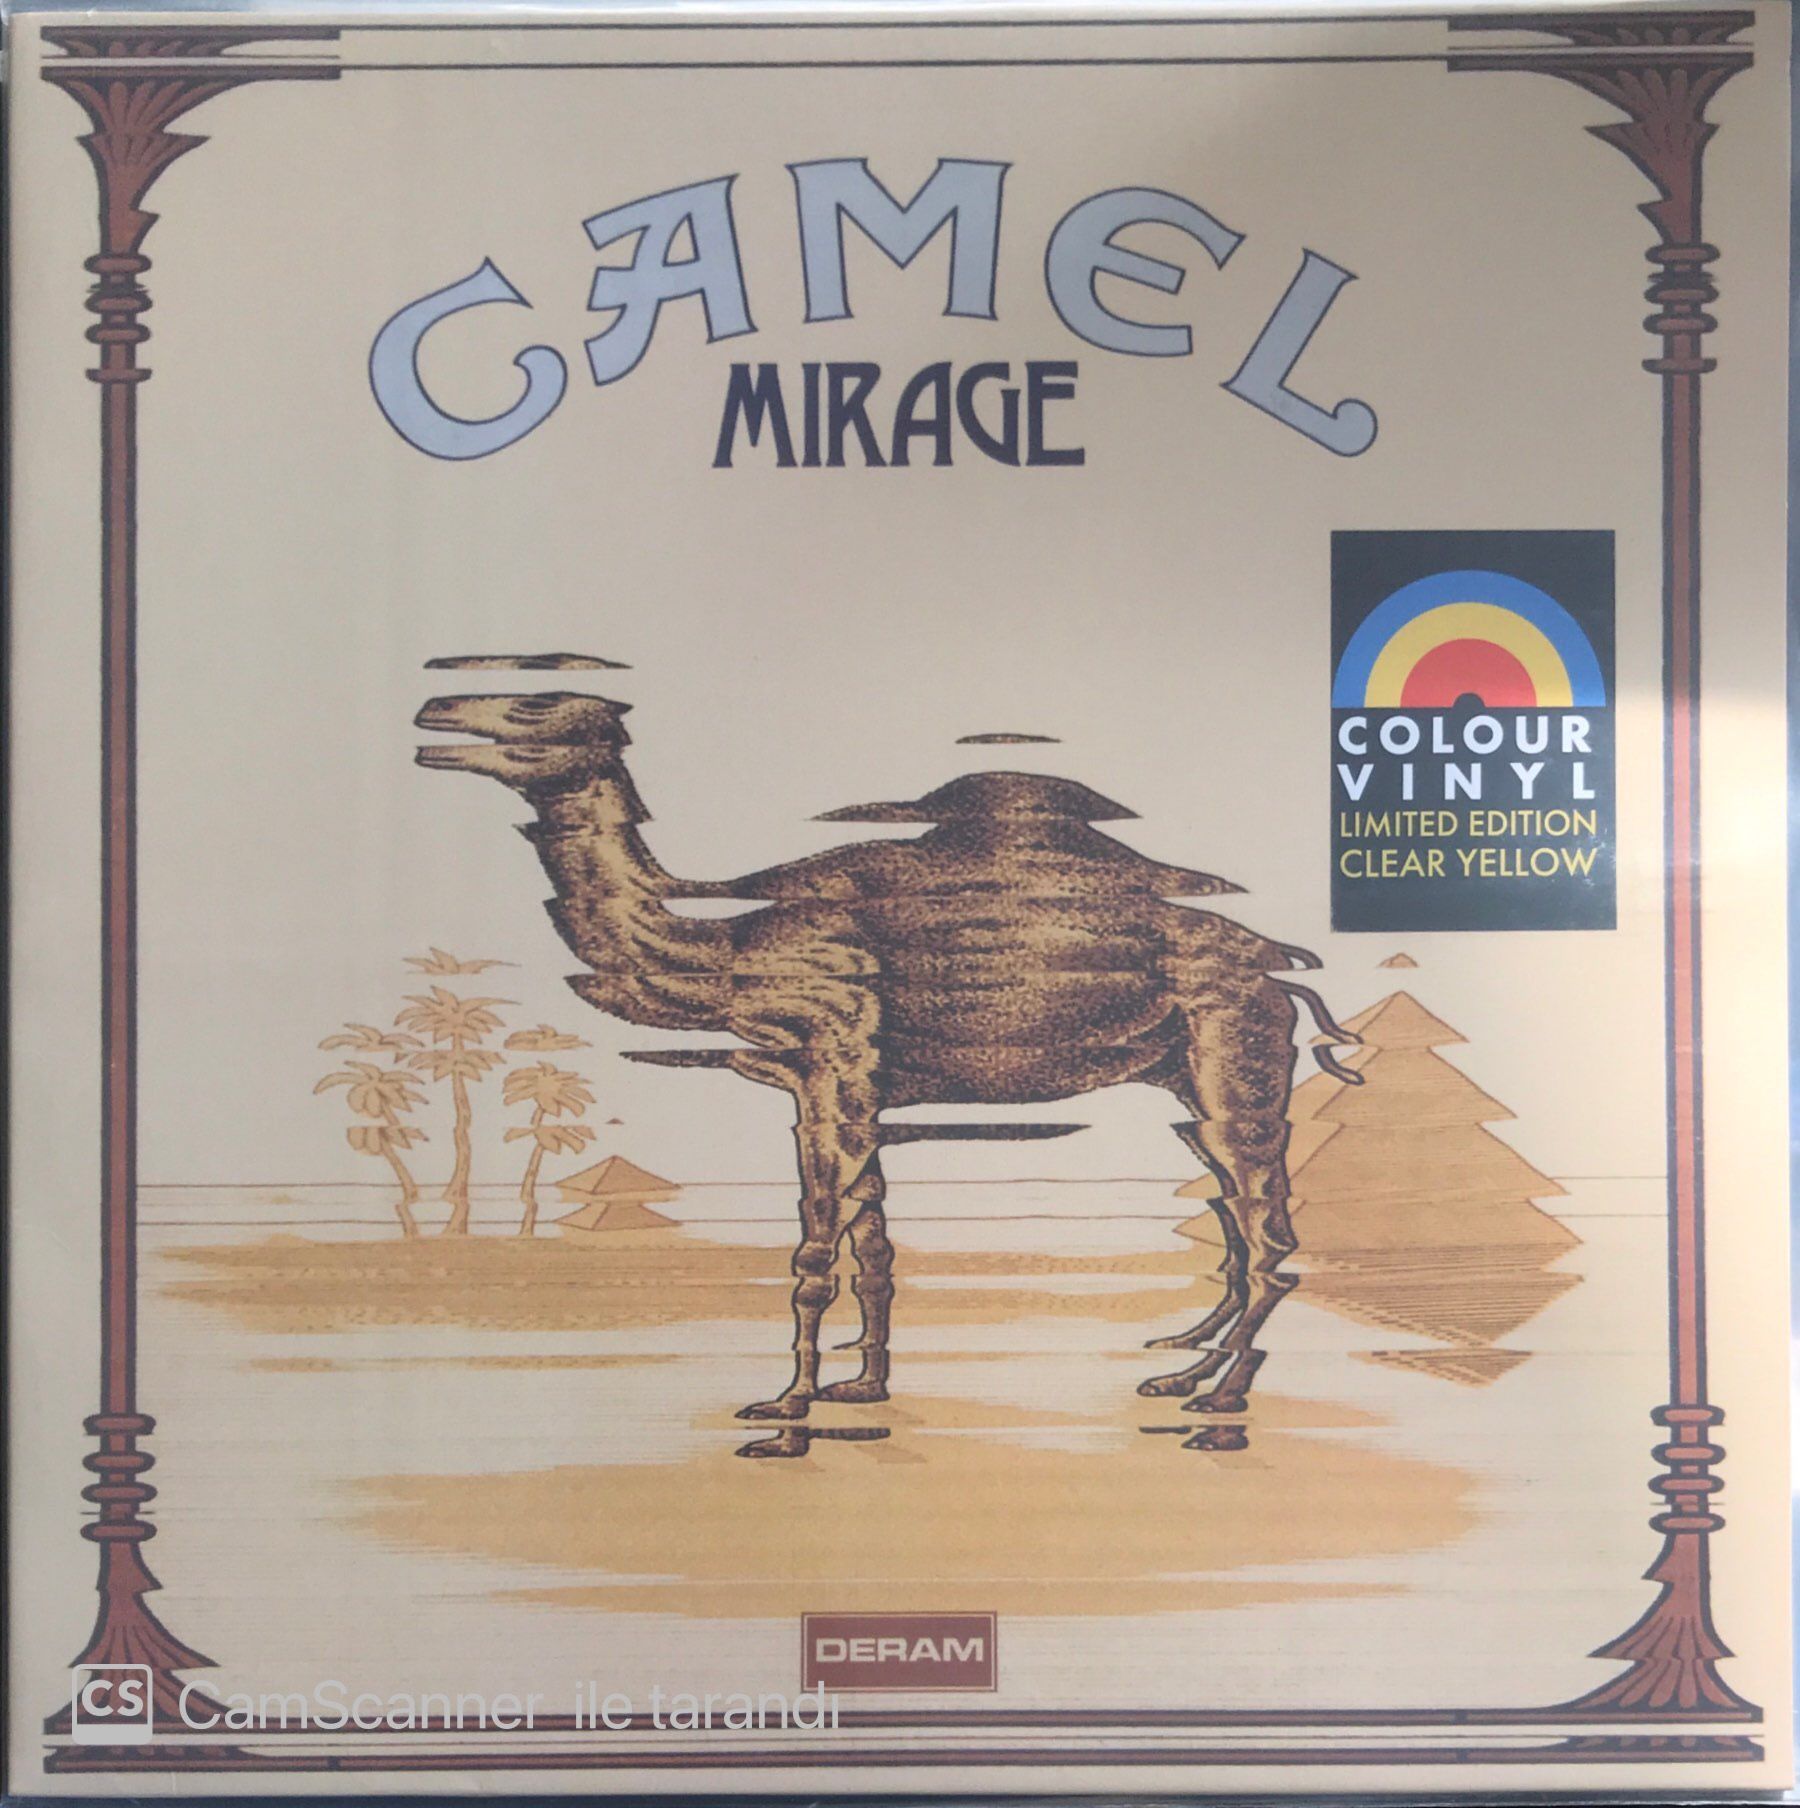 CAMEL
MIRAGE
COLOUR
VINYL
LIMITED EDITION
CLEAR YELLOW
DERAM
CS CamScanner ile tarandı